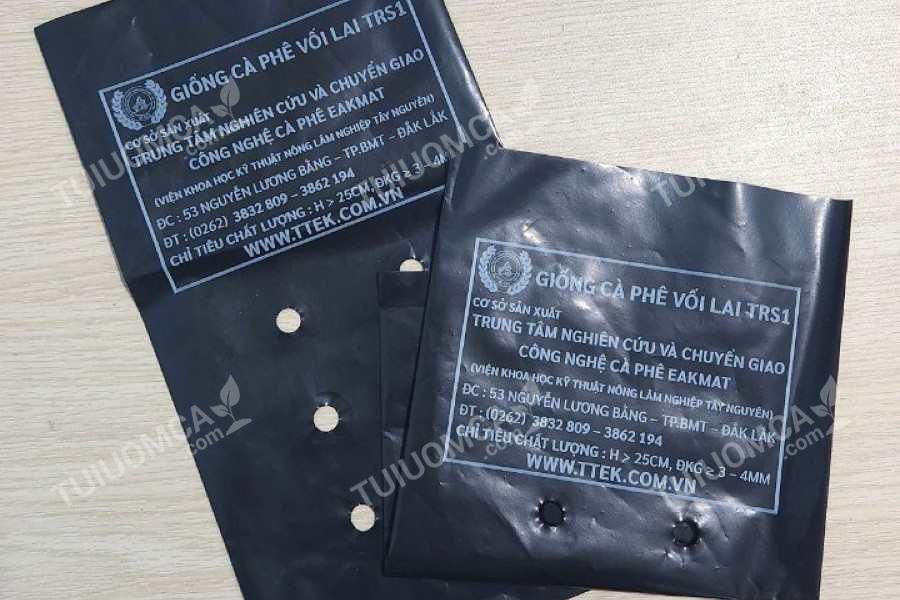 GIỐNG CÀ PHÊ VỐI LAI TRS1
CƠ SỞ SẢN XUẤT
TRUNG TÂM NGHIÊN CỨU VÀ CHUYỂN GIAO
CÔNG NGHỆ CÀ PHÊ EAKMAT
(VIỆN KHOA HỌC KỸ THUẬT NÔNG LÂM NGHIỆP TÂY NGUYÊN)
ĐC : 53 NGUYỄN LƯƠNG BẰNG – TP.BMT – ĐẮK LẮK
ĐT : (0262) 3832 809 – 3862 194
CHỈ TIÊU CHẤT LƯỢNG : H > 25CM, ĐKG ≥ 3 – 4M
WWW.TTEK.COM.VN
GIỐNG CÀ PHÊ VỐI LAI TRS1
CƠ SỞ SẢN XUẤT
TRUNG TÂM NGHIÊN CỨU VÀ CHUYỂN GIAO
CÔNG NGHỆ CÀ PHÊ EAKMAT
(VIỆN KHOA HỌC KỸ THUẬT NÔNG LÂM NGHIỆP TÂY NGUYÊN)
ĐC : 53 NGUYỄN LƯƠNG BẰNG – TP.BMT – ĐẮK LẮK
ĐT : (0262) 3832 809 – 3862 194
CHỈ TIÊU CHẤT LƯỢNG : H > 25CM, ĐKG ≥ 3 – 4MM
WWW.TTEK.COM.VN
TUIUOMCA.com
TUIUOMCA.com
TUIUOMCA.com
TUIUOMCA.com
TUIUOMCA.com
TUIUOMCA.com